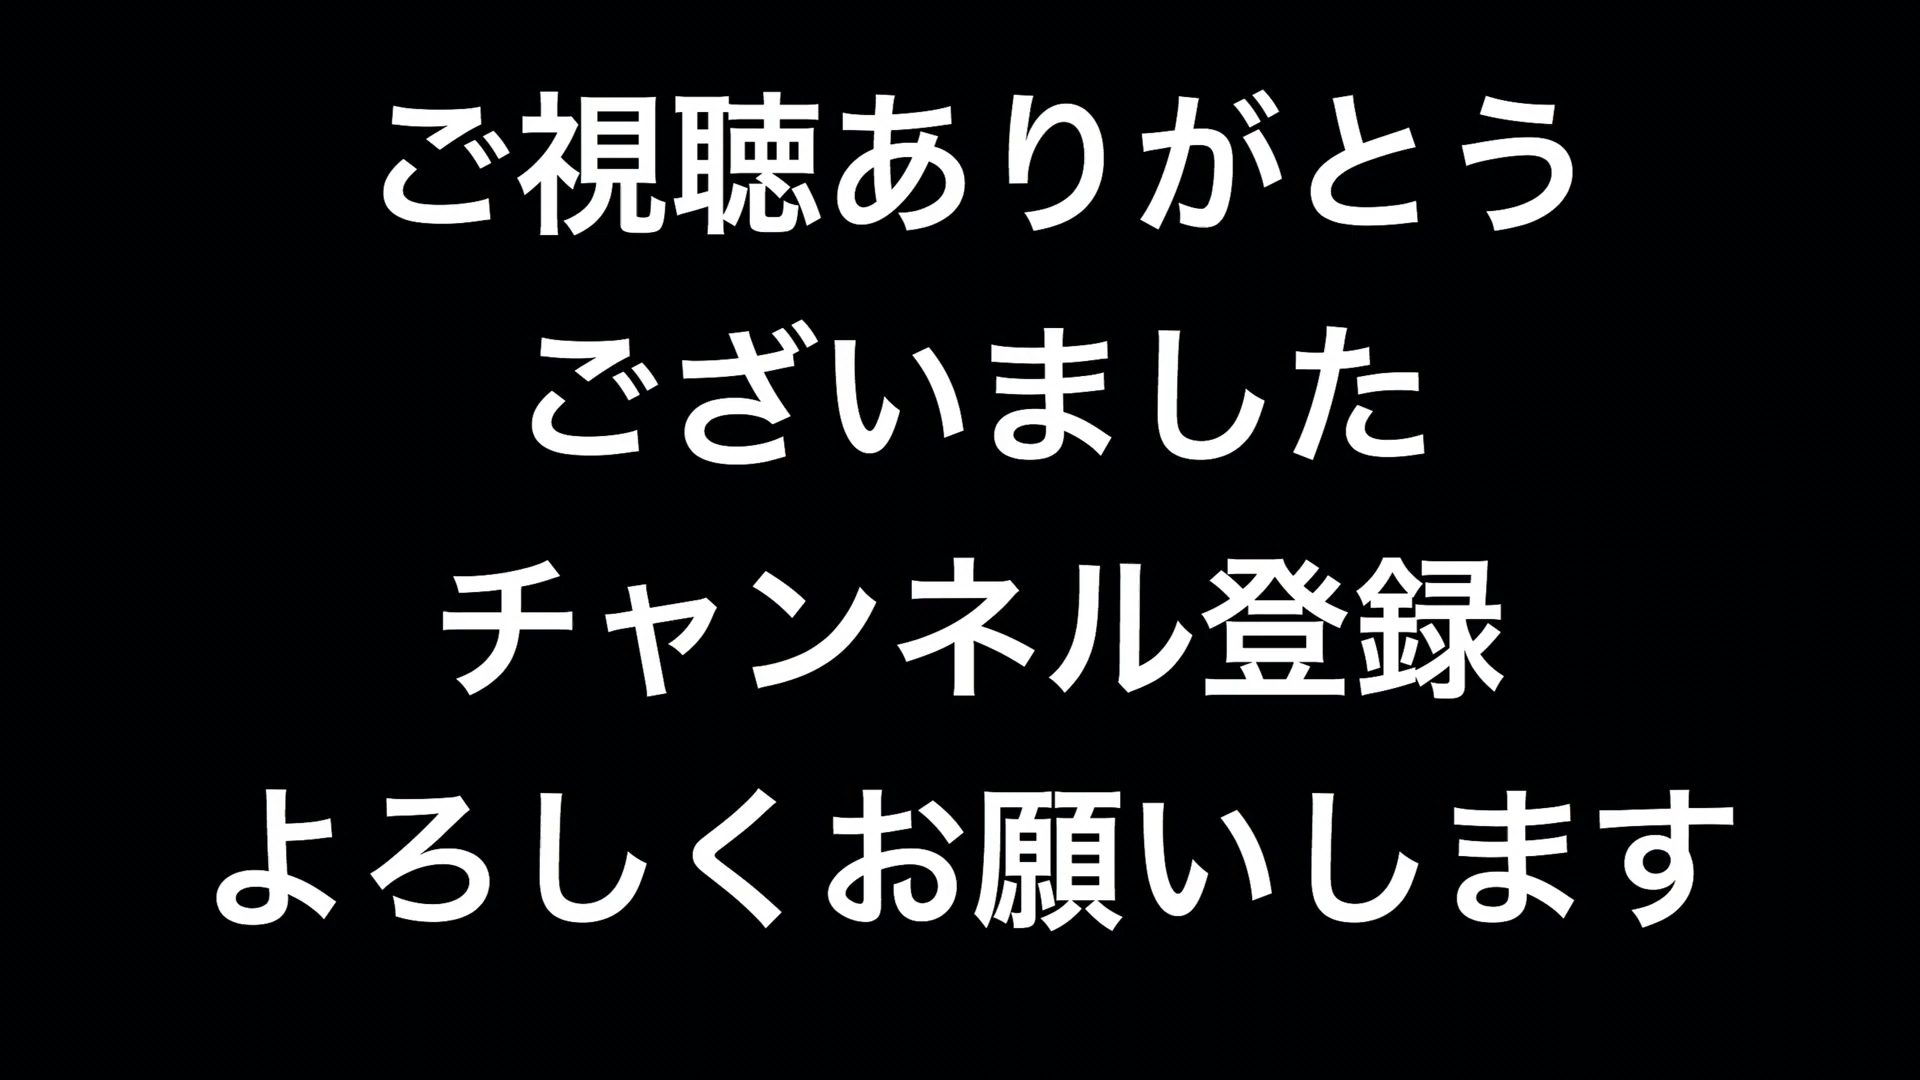 ご視聴ありがとう
ございました
チャンネル登録
よろしくお願いします